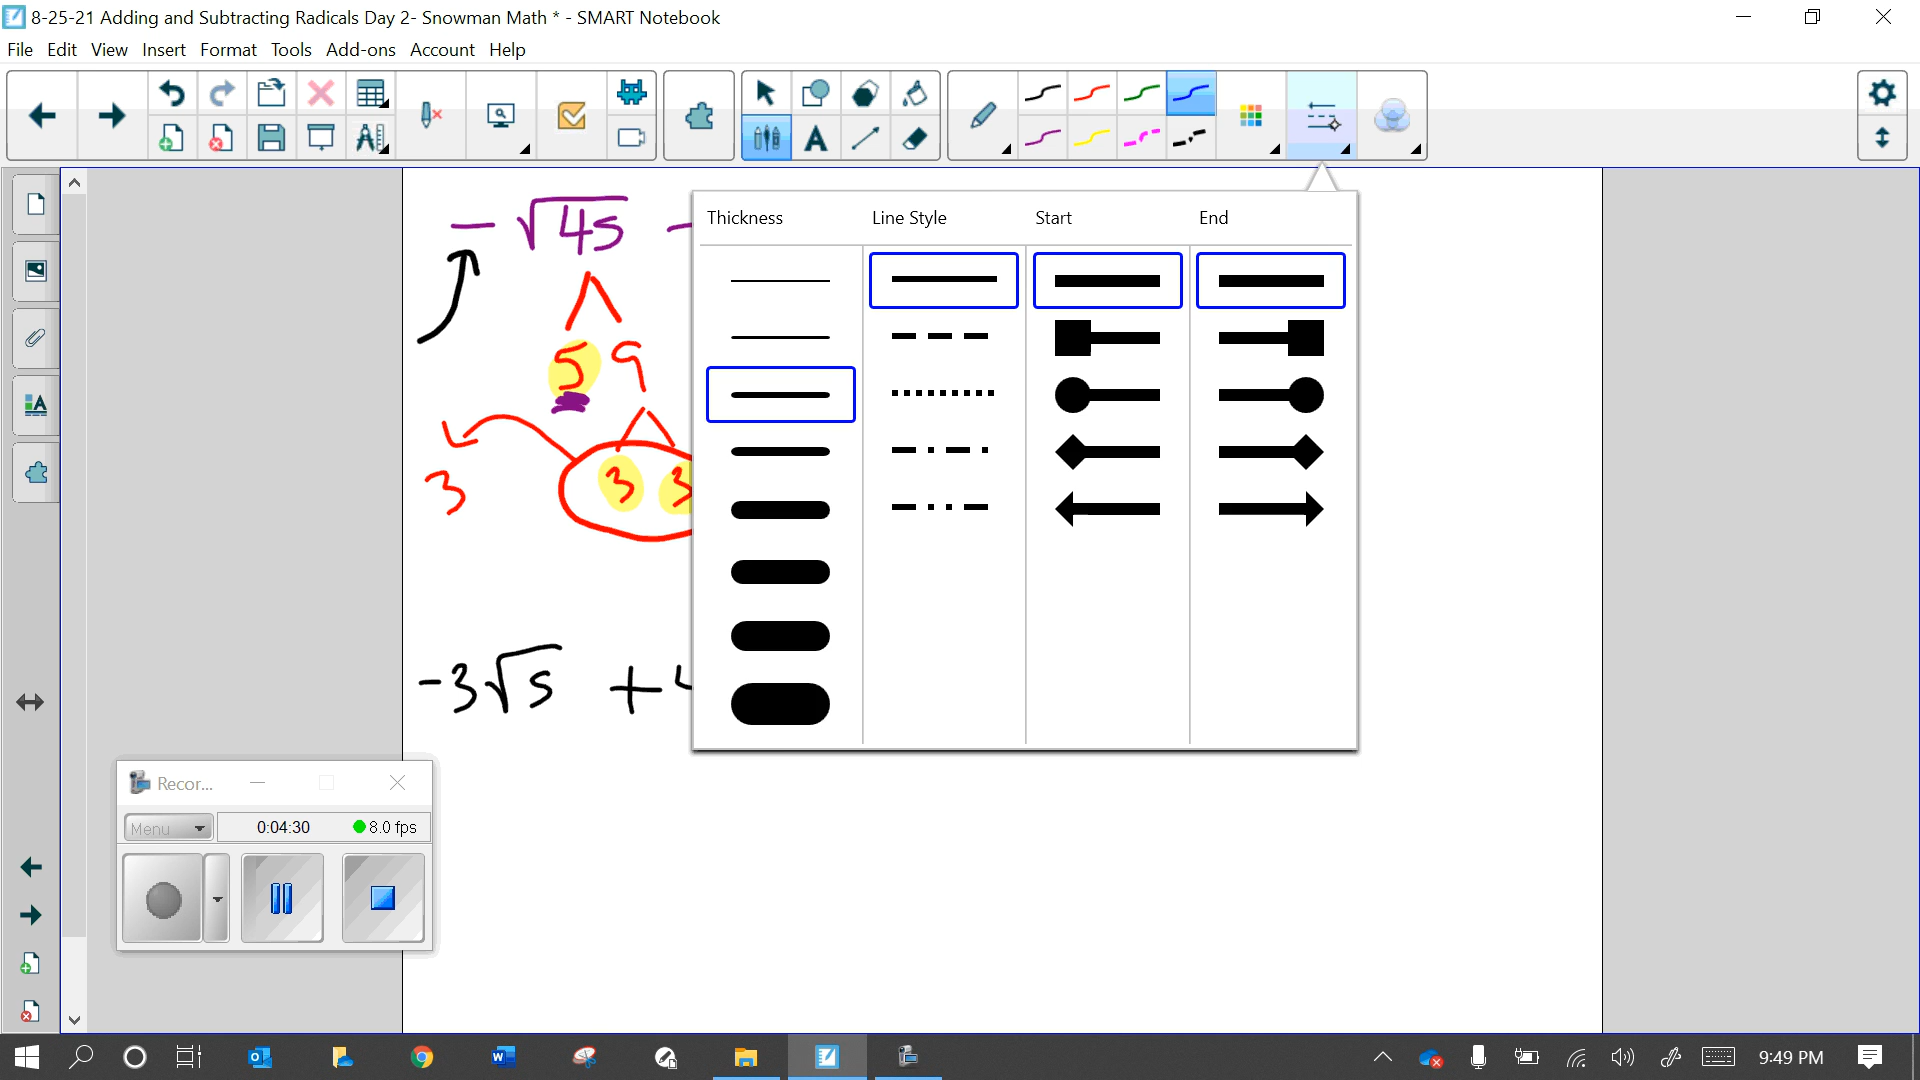 8-25-21 Adding and Subtracting Radicals Day 2- Snowman Math * - SMART Notebook
File Edit View Insert Format Tools Add-ons Account Help
Thickness Line Style Start End
- √45 -
5 9
3 3 3
-3√5 +4
Recor...
Menu 0:04:30 8.0 fps
9:49 PM